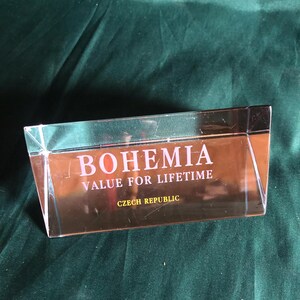 BOHEMIA
VALUE FOR LIFETIME
CZECH REPUBLIC